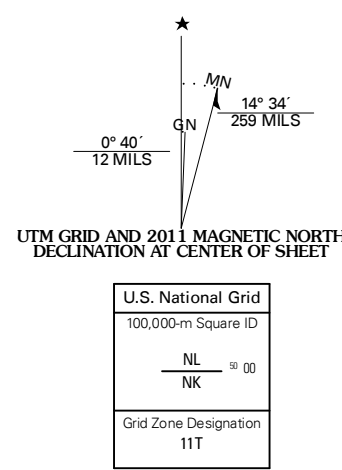 ★
MN
GN
14° 34´
259 MILS
0° 40´
12 MILS
UTM GRID AND 2011 MAGNETIC NORTH
DECLINATION AT CENTER OF SHEET
U.S. National Grid
100,000-m Square ID
NL
50 00
NK
Grid Zone Designation
11T